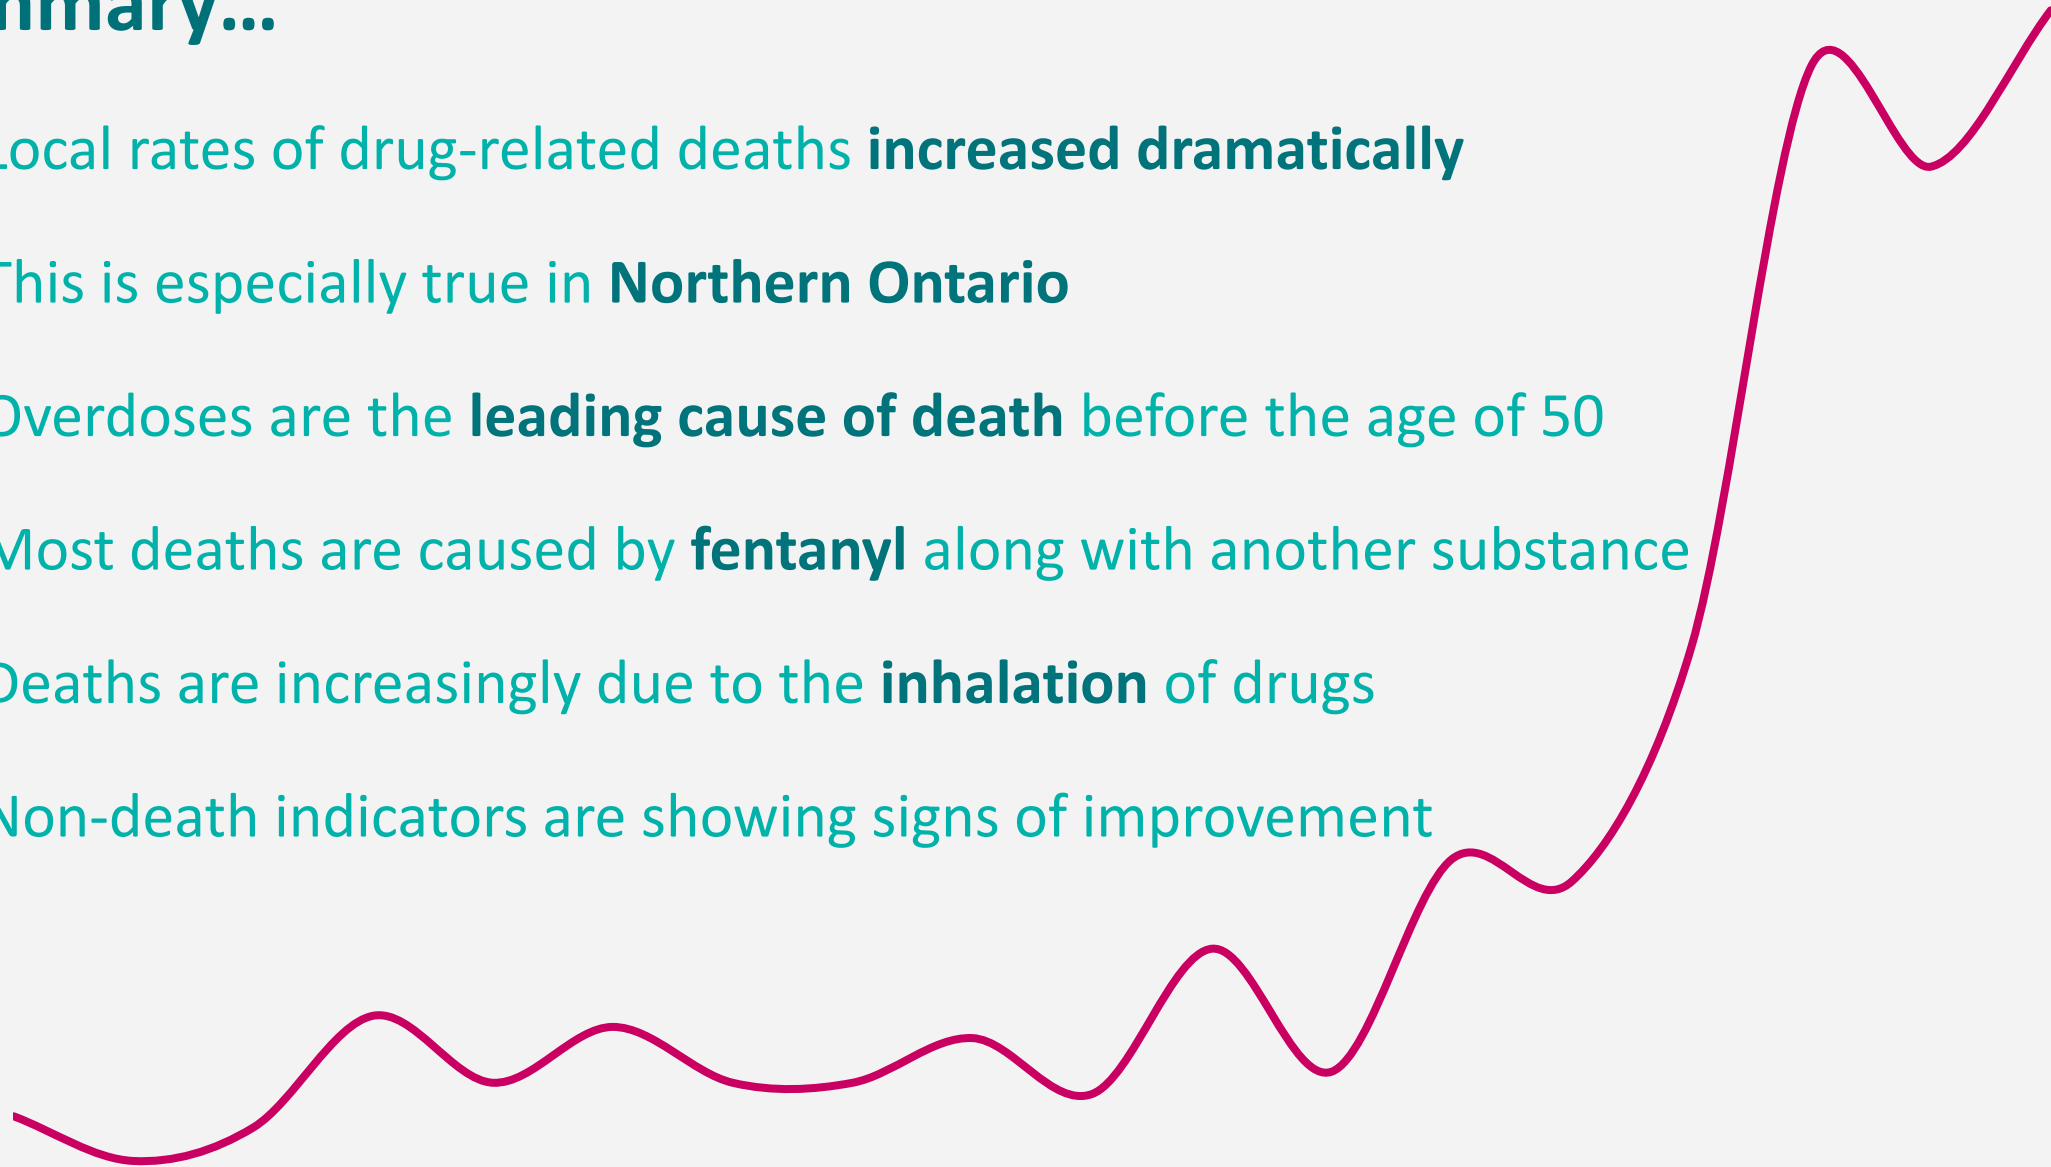 mmary...
Local rates of drug-related deaths increased dramatically
This is especially true in Northern Ontario
Overdoses are the leading cause of death before the age of 50
Most deaths are caused by fentanyl along with another substance
Deaths are increasingly due to the inhalation of drugs
Non-death indicators are showing signs of improvement